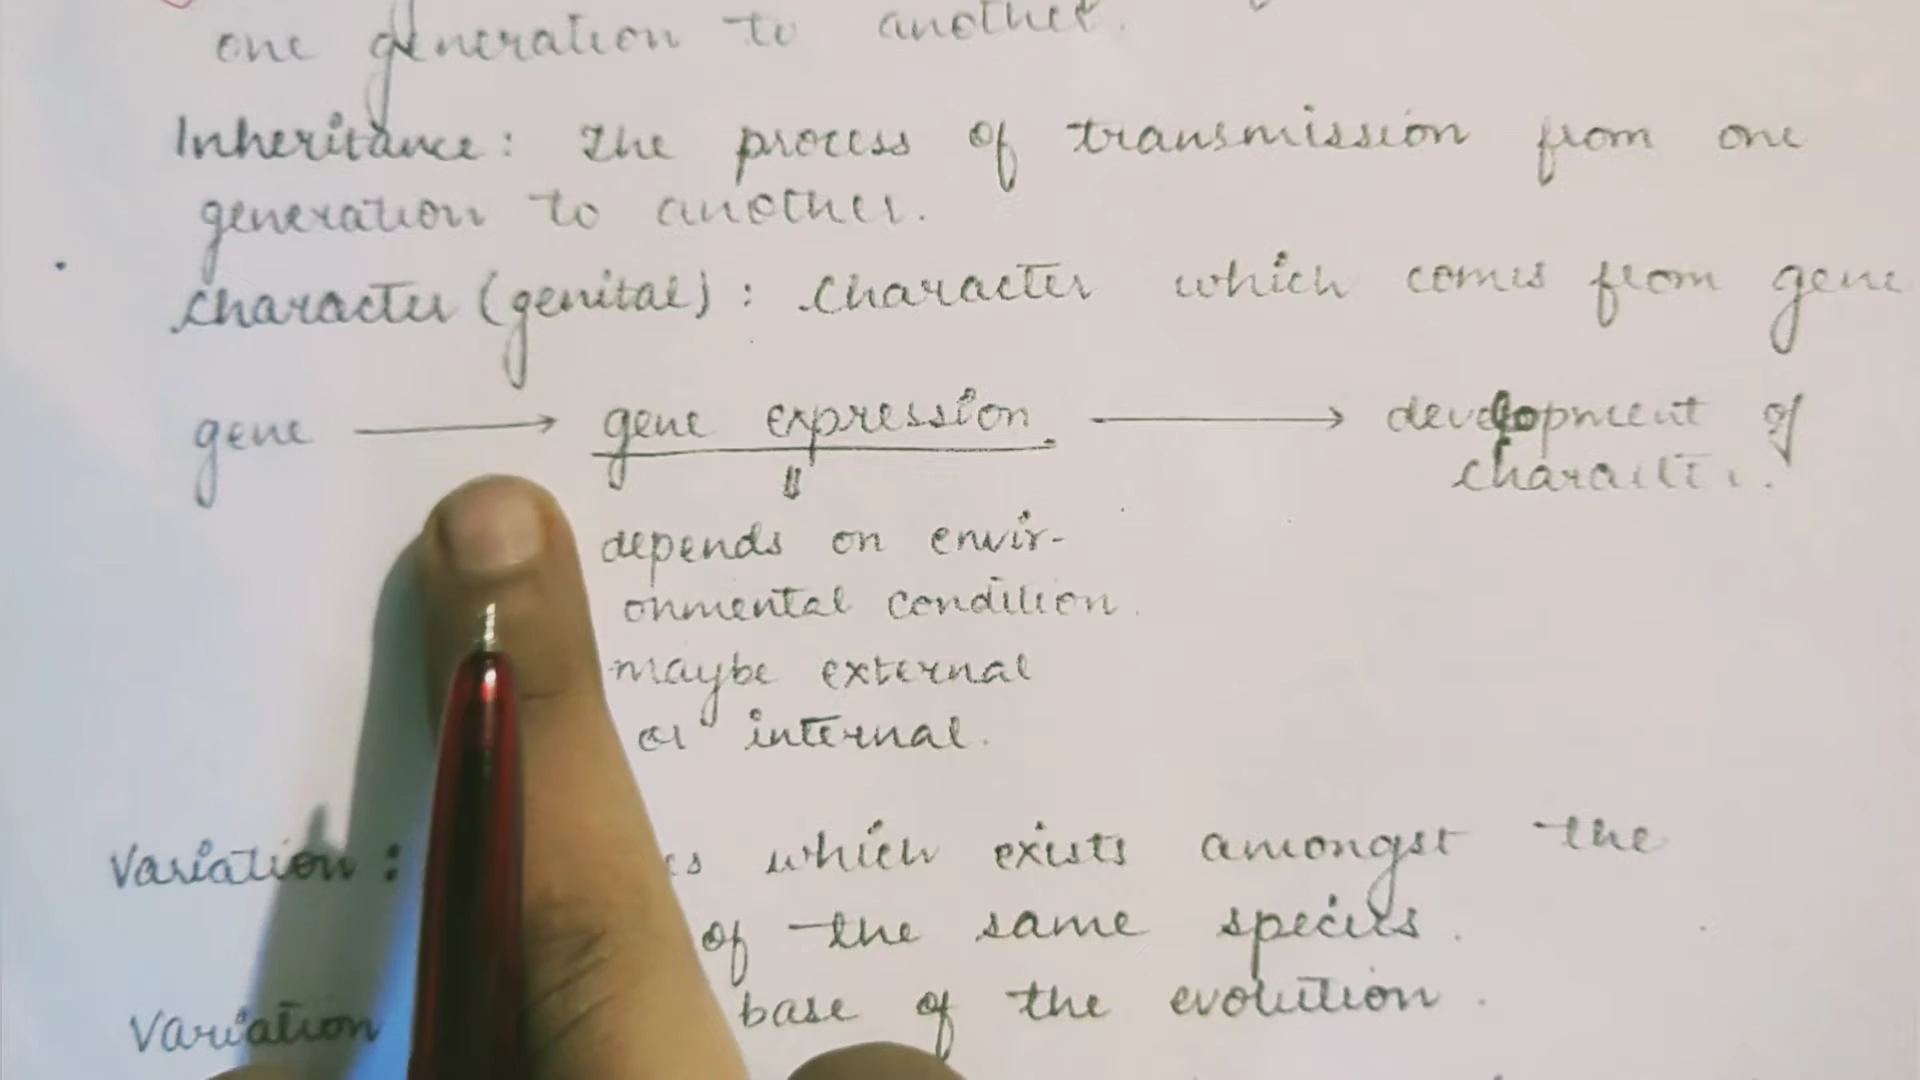 one generation to another.
Inheritance: The process of transmission from one
generation to another.
character (genital): character which comes from gene
gene → gene expression → development of
character.
⇓
depends on envir-
onmental condition.
maybe external
or internal.
Variation: which exists amongst the
of the same species.
Variation base of the evolution.